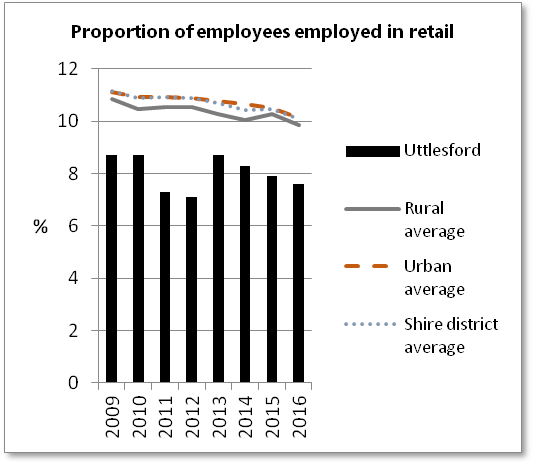 Proportion of employees employed in retail
12
10
8
6
4
2
0
%
2009
2010
2011
2012
2013
2014
2015
2016
Uttlesford
Rural
average
Urban
average
Shire district
average